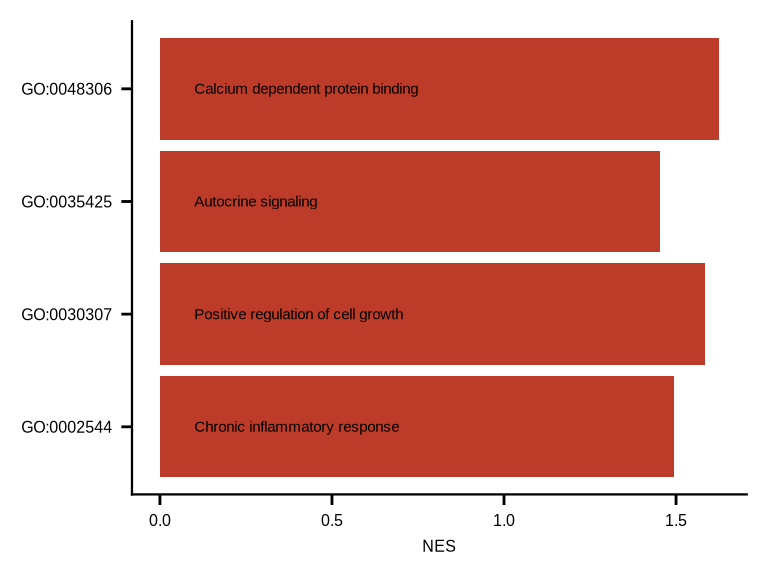 GO:0048306
Calcium dependent protein binding
GO:0035425
Autocrine signaling
GO:0030307
Positive regulation of cell growth
GO:0002544
Chronic inflammatory response
0.0 0.5 1.0 1.5
NES